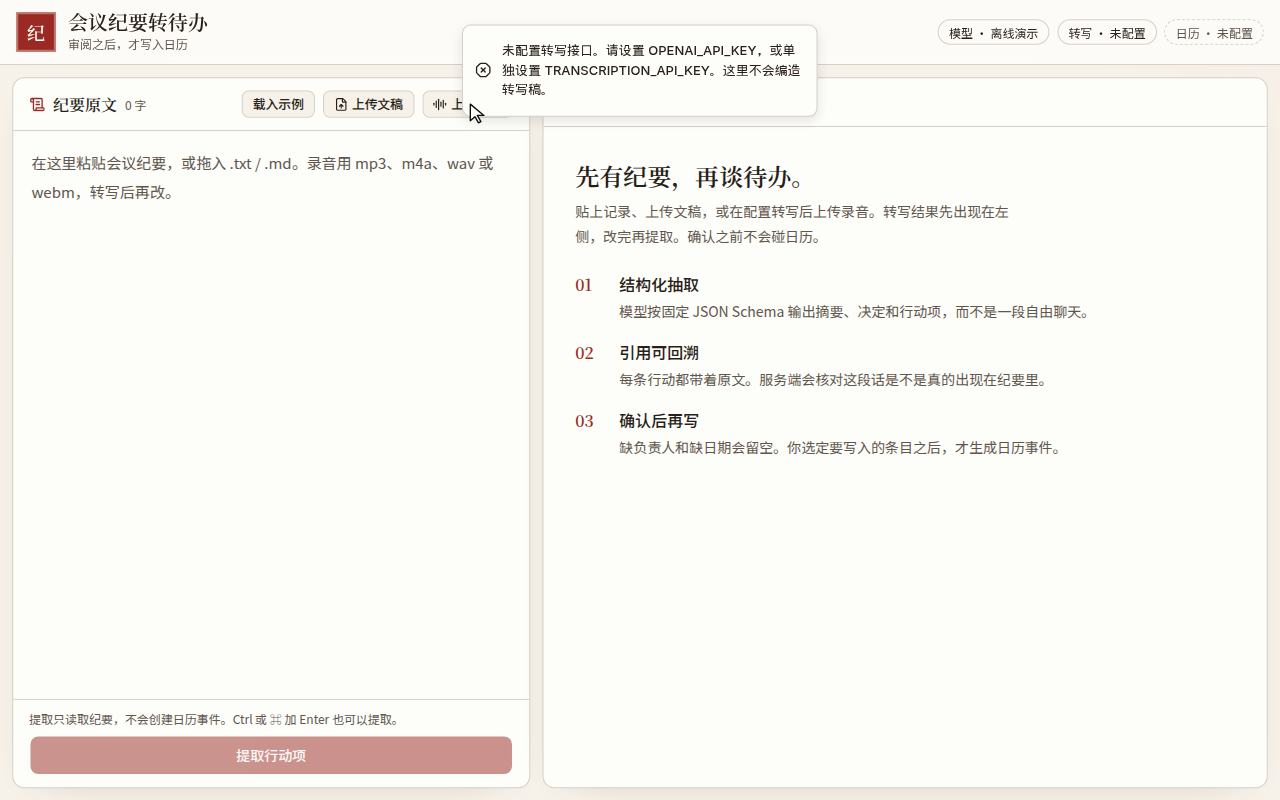 纪
会议纪要转待办
审阅之后，才写入日历
未配置转写接口。请设置 OPENAI_API_KEY，或单
独设置 TRANSCRIPTION_API_KEY。这里不会编造
转写稿。
模型 · 离线演示
转写 · 未配置
日历 · 未配置
纪要原文 0 字
载入示例
上传文稿
上
在这里粘贴会议纪要，或拖入 .txt / .md。录音用 mp3、m4a、wav 或
webm，转写后再改。
提取只读取纪要，不会创建日历事件。Ctrl 或 ⌘ 加 Enter 也可以提取。
提取行动项
先有纪要，再谈待办。
贴上记录、上传文稿，或在配置转写后上传录音。转写结果先出现在左
侧，改完再提取。确认之前不会碰日历。
01 结构化抽取
模型按固定 JSON Schema 输出摘要、决定和行动项，而不是一段自由聊天。
02 引用可回溯
每条行动都带着原文。服务端会核对这段话是不是真的出现在纪要里。
03 确认后再写
缺负责人和缺日期会留空。你选定要写入的条目之后，才生成日历事件。